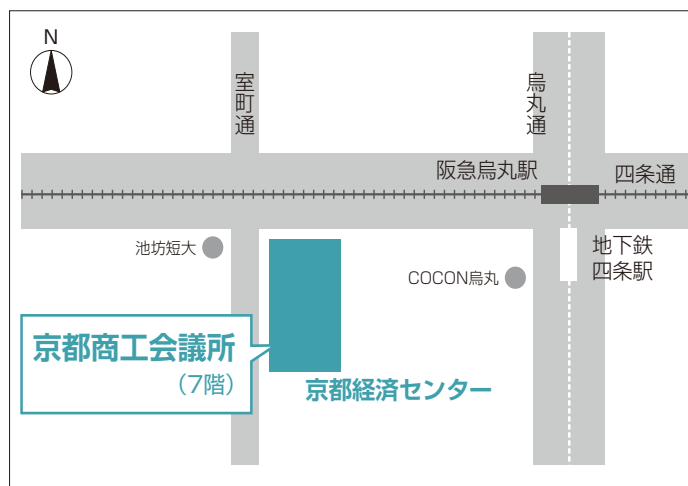 N
室町通
烏丸通
阪急烏丸駅
四条通
池坊短大
COCON烏丸
地下鉄
四条駅
京都商工会議所
(7階)
京都経済センター